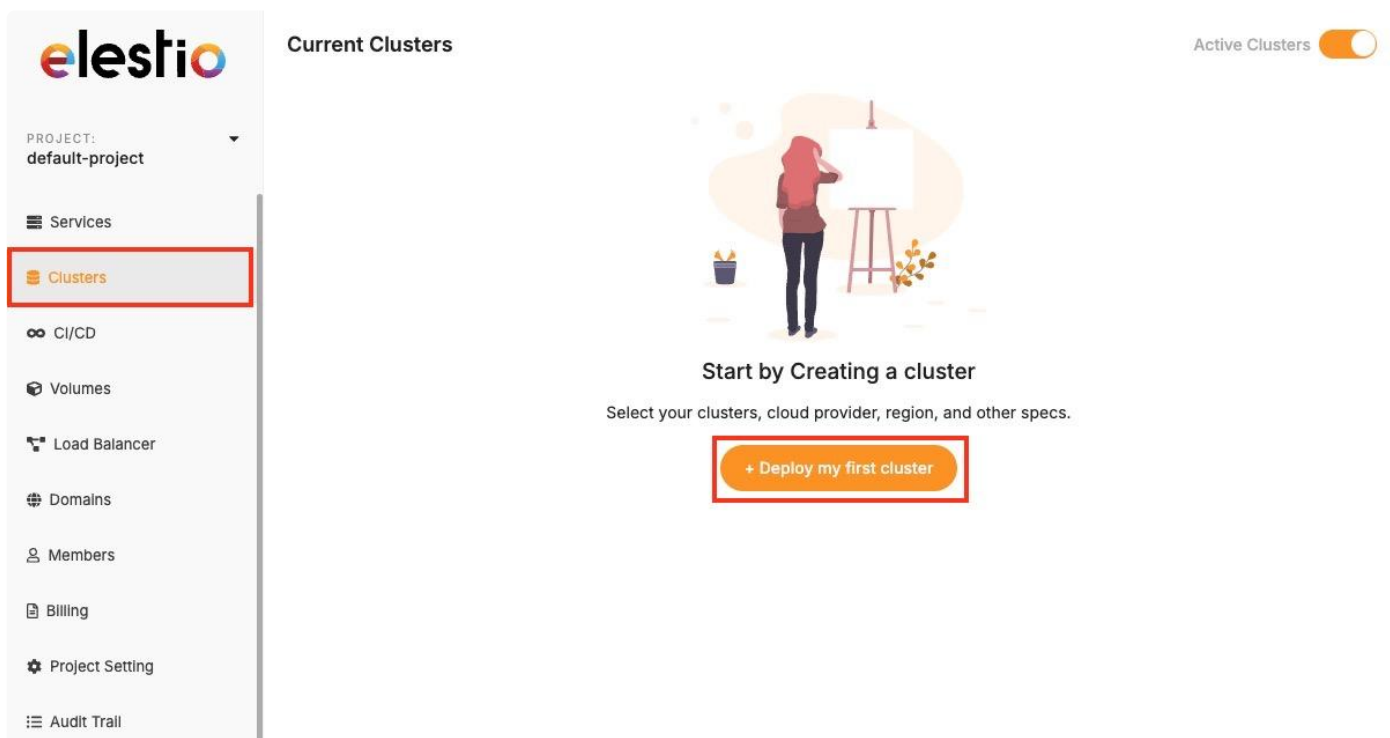 elestio
PROJECT:
default-project
Services
Clusters
CI/CD
Volumes
Load Balancer
Domains
Members
Billing
Project Setting
Audit Trail
Current Clusters
Active Clusters
Start by Creating a cluster
Select your clusters, cloud provider, region, and other specs.
+ Deploy my first cluster